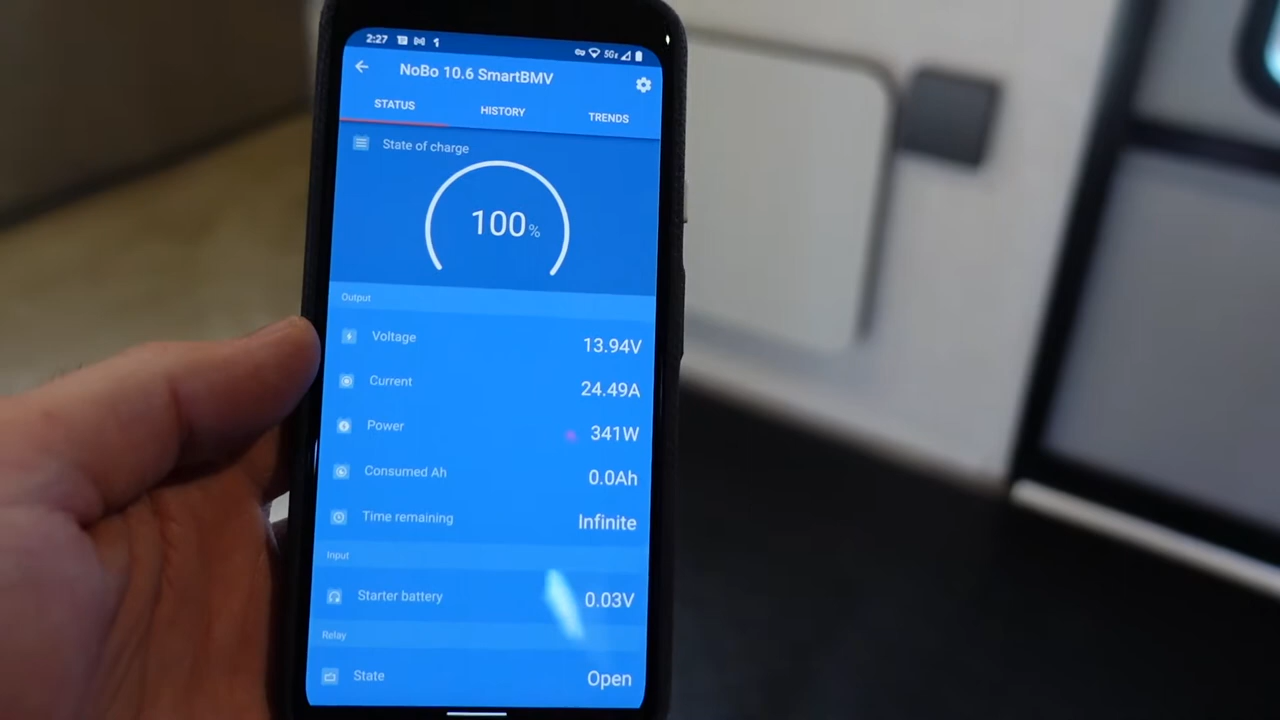 2:27 5G
NoBo 10.6 SmartBMV
STATUS HISTORY TRENDS
State of charge
100%
Output
Voltage 13.94V
Current 24.49A
Power 341W
Consumed Ah 0.0Ah
Time remaining Infinite
Input
Starter battery 0.03V
Relay
State Open